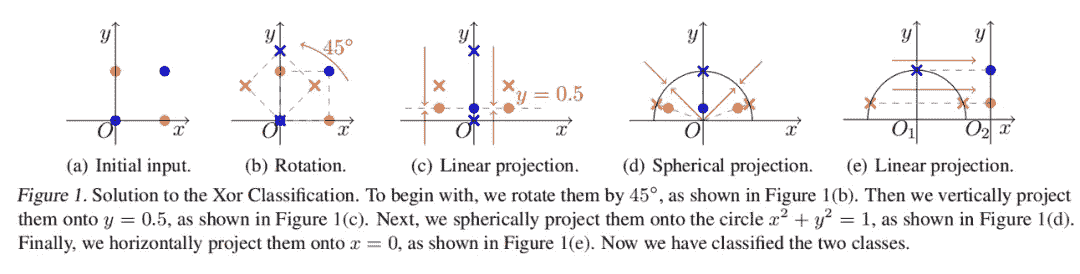 y
O
x
(a) Initial input.
y
45°
O
x
(b) Rotation.
y
y = 0.5
O
x
(c) Linear projection.
y
O
x
(d) Spherical projection.
y
y
O₁
O₂
x
(e) Linear projection.
Figure 1. Solution to the Xor Classification. To begin with, we rotate them by 45°, as shown in Figure 1(b). Then we vertically project
them onto y = 0.5, as shown in Figure 1(c). Next, we spherically project them onto the circle x² + y² = 1, as shown in Figure 1(d).
Finally, we horizontally project them onto x = 0, as shown in Figure 1(e). Now we have classified the two classes.